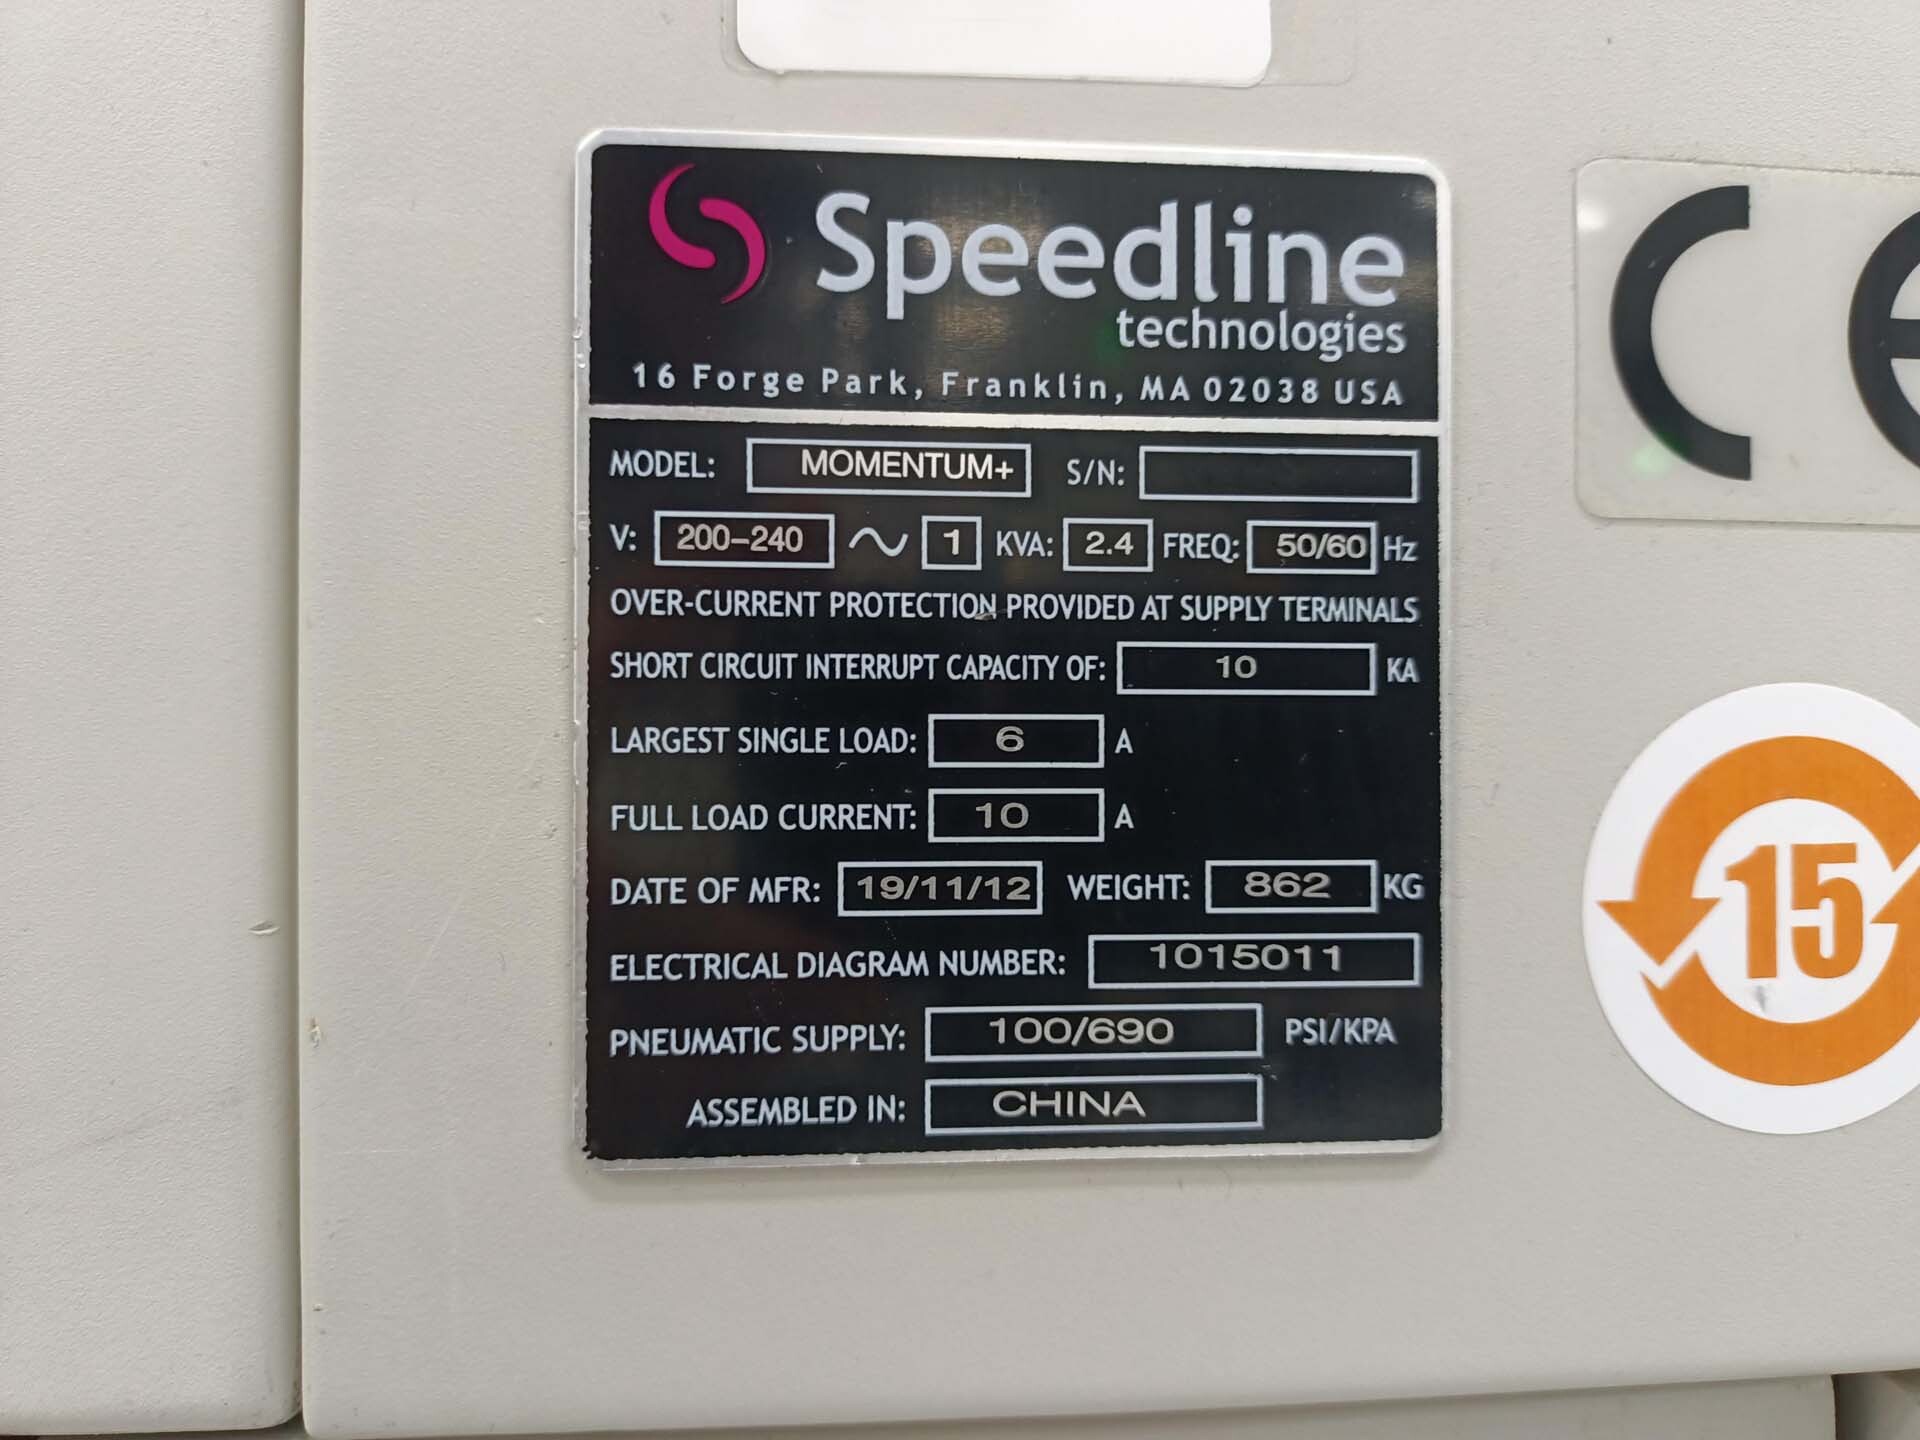 Speedline
technologies
16 Forge Park, Franklin, MA 02038 USA
MODEL: MOMENTUM+ S/N:
V: 200-240 ~ 1 KVA: 2.4 FREQ: 50/60 Hz
OVER-CURRENT PROTECTION PROVIDED AT SUPPLY TERMINALS
SHORT CIRCUIT INTERRUPT CAPACITY OF: 10 KA
LARGEST SINGLE LOAD: 6 A
FULL LOAD CURRENT: 10 A
DATE OF MFR: 19/11/12 WEIGHT: 862 KG
ELECTRICAL DIAGRAM NUMBER: 1015011
PNEUMATIC SUPPLY: 100/690 PSI/KPA
ASSEMBLED IN: CHINA
CE
15